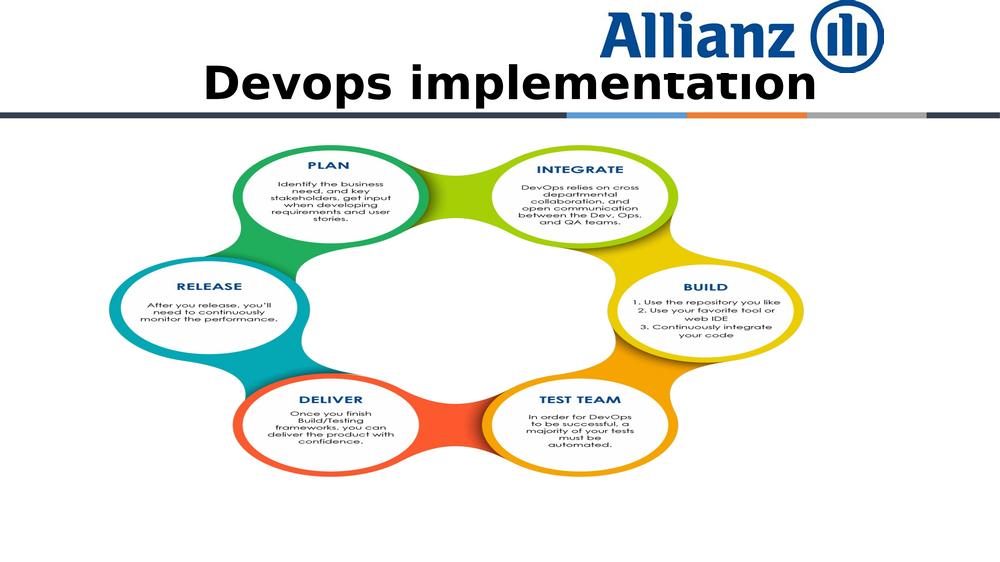 Allianz
Devops implementation
PLAN
Identify the business
need, and key
stakeholders, get input
when developing
requirements and user
stories.
INTEGRATE
DevOps relies on cross
departmental
collaboration, and
open communication
between the Dev, Ops,
and QA teams.
RELEASE
After you release, you'll
need to continuously
monitor the performance.
BUILD
1. Use the repository you like
2. Use your favorite tool or
web IDE
3. Continuously integrate
your code
DELIVER
Once you finish
Build/Testing
frameworks, you can
deliver the product with
confidence.
TEST TEAM
In order for DevOps
to be successful, a
majority of your tests
must be
automated.